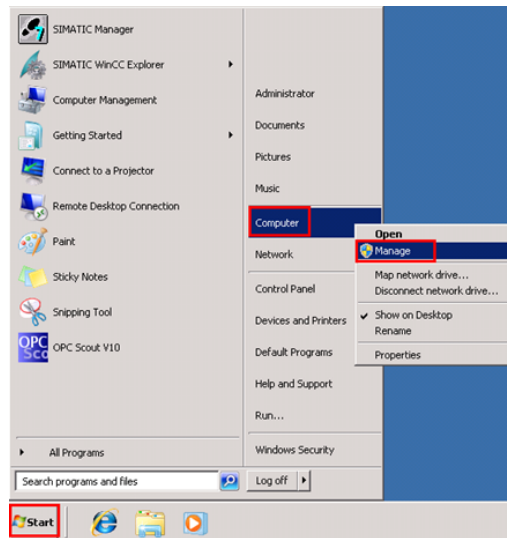 SIMATIC Manager
SIMATIC WinCC Explorer
Computer Management
Getting Started
Connect to a Projector
Remote Desktop Connection
Paint
Sticky Notes
Snipping Tool
OPC Sco
OPC Scout V10
All Programs
Search programs and files
Administrator
Documents
Pictures
Music
Computer
Network
Control Panel
Devices and Printers
Default Programs
Help and Support
Run...
Windows Security
Log off
Open
Manage
Map network drive...
Disconnect network drive...
Show on Desktop
Rename
Properties
Start